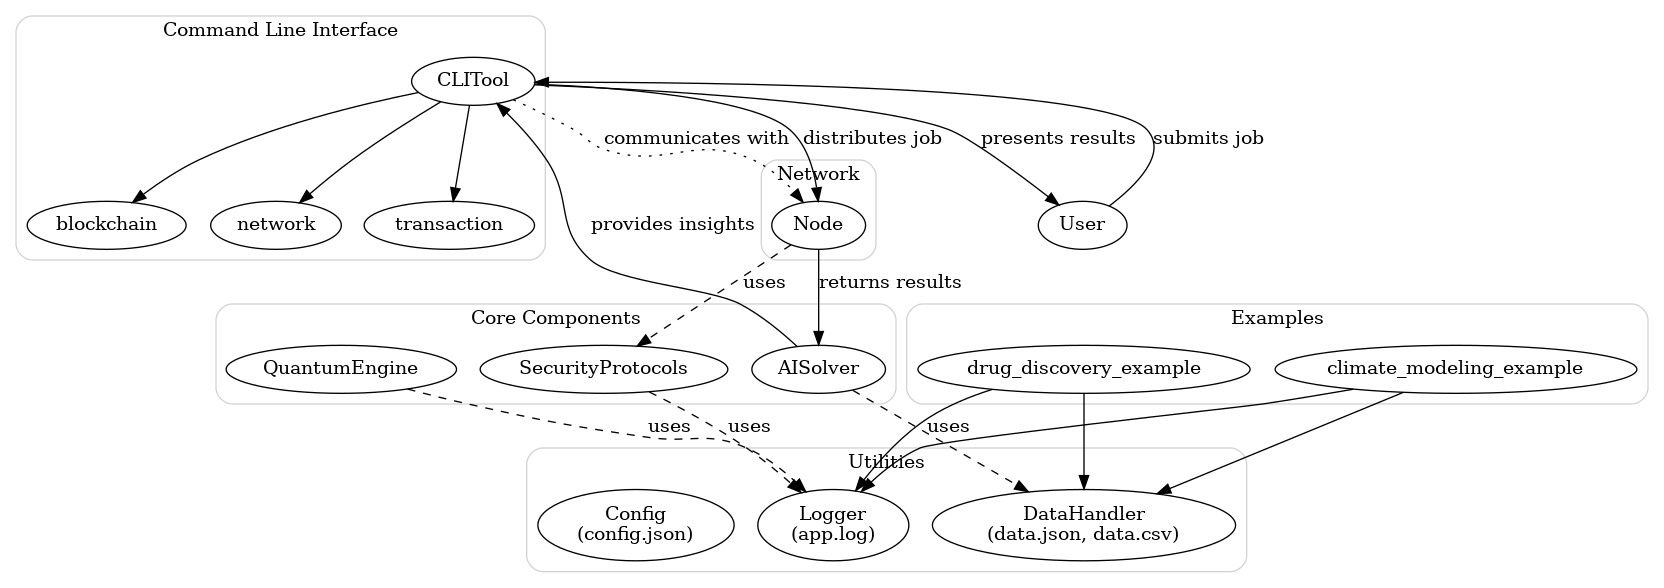 Command Line Interface
CLITool
communicates with
distributes job
presents results
submits job
Network
blockchain
network
transaction
provides insights
Node
User
uses
returns results
Core Components
Examples
QuantumEngine
SecurityProtocols
AISolver
drug_discovery_example
climate_modeling_example
uses
uses
uses
Utilities
Config
(config.json)
Logger
(app.log)
DataHandler
(data.json, data.csv)